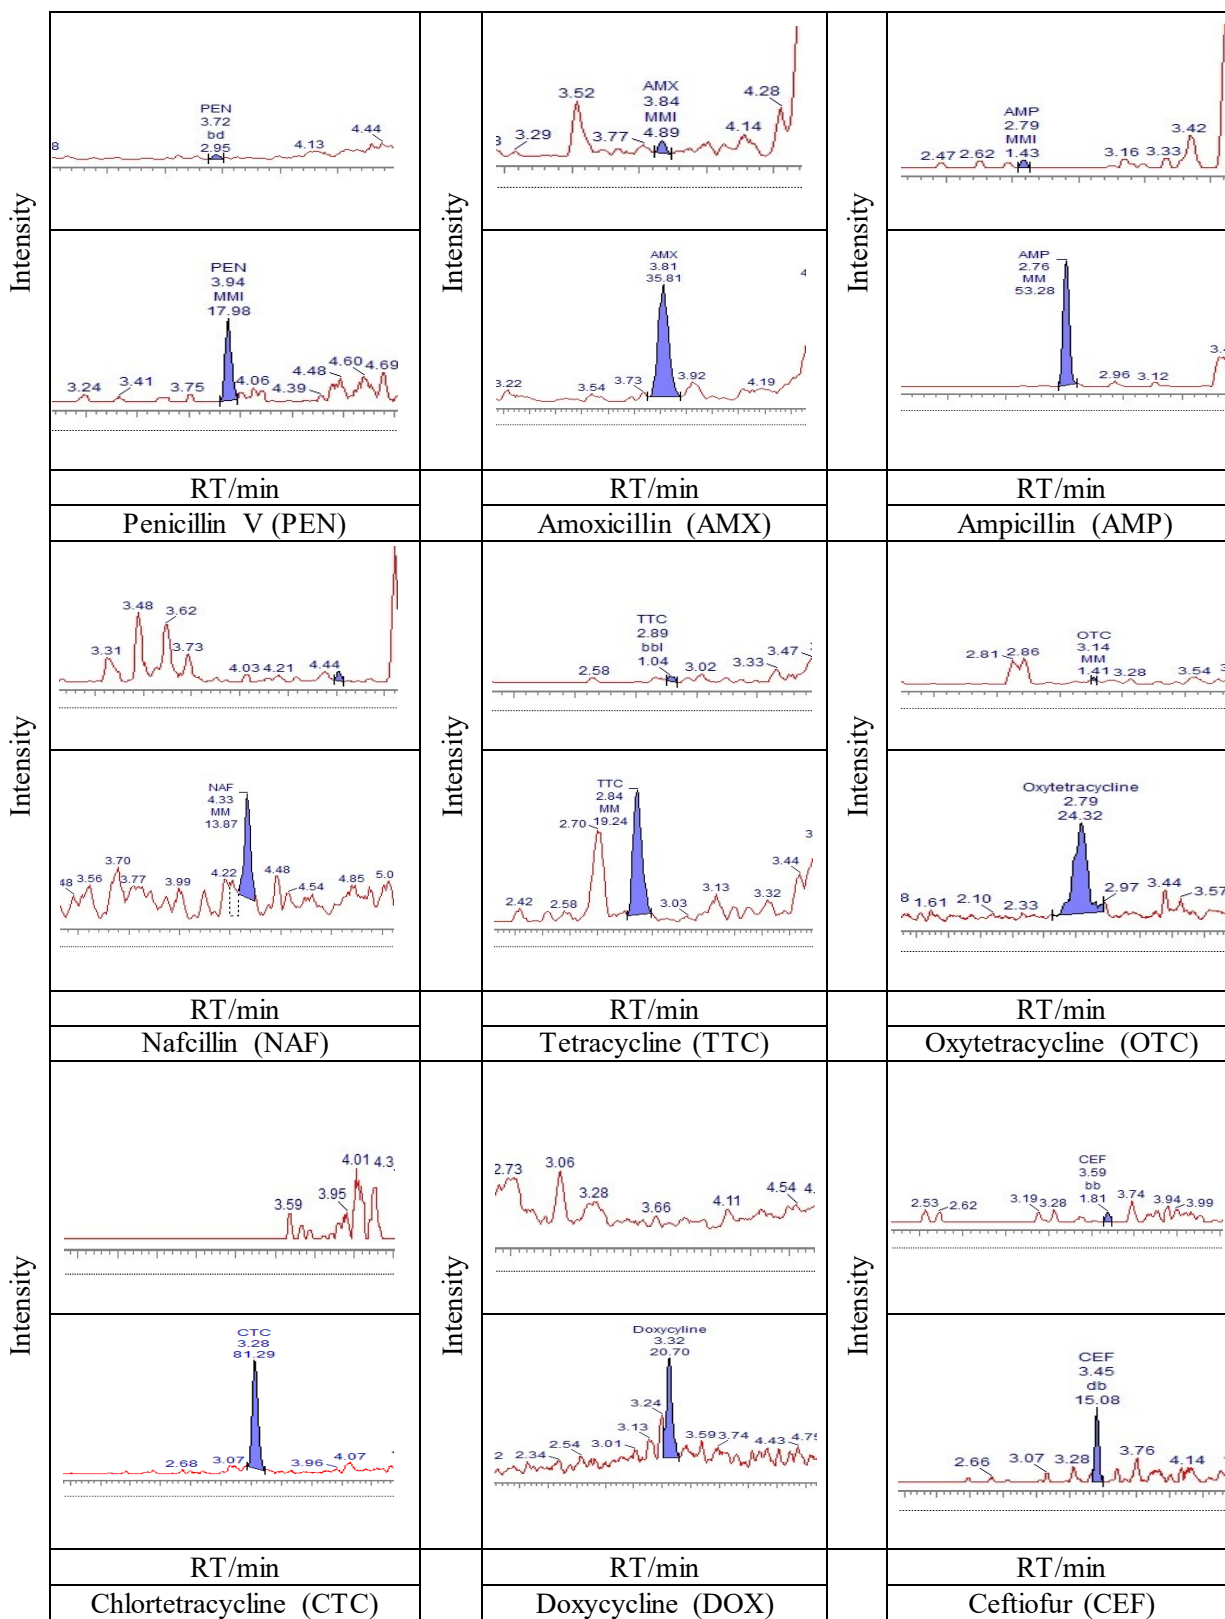 Intensity
PEN
3.72
bd
2.95
8
4.13
4.44
PEN
3.94
MMI
17.98
3.24
3.41
3.75
4.06
4.39
4.48
4.60
4.69
RT/min
Penicillin V (PEN)
Intensity
AMX
3.84
MMI
4.89
3.29
3.52
3.77
4.14
4.28
AMX
3.81
35.81
3.22
3.54
3.73
3.92
4.19
4
RT/min
Amoxicillin (AMX)
Intensity
AMP
2.79
MMI
1.43
2.47
2.62
3.16
3.33
3.42
AMP
2.76
MM
53.28
2.96
3.12
RT/min
Ampicillin (AMP)
Intensity
3.31
3.48
3.62
3.73
4.03
4.21
4.44
NAF
4.33
MM
13.87
48
3.56
3.70
3.77
3.99
4.22
4.48
4.54
4.85
5.0
RT/min
Nafcillin (NAF)
Intensity
TTC
2.89
bbI
1.04
2.58
3.02
3.33
3.47
TTC
2.84
MM
19.24
2.42
2.58
2.70
3.03
3.13
3.32
3.44
3
RT/min
Tetracycline (TTC)
Intensity
OTC
3.14
MM
1.41
2.81
2.86
3.28
3.54
Oxytetracycline
2.79
24.32
8
1.61
2.10
2.33
2.97
3.44
3.57
RT/min
Oxytetracycline (OTC)
Intensity
3.59
3.95
4.01
4.3
CTC
3.28
81.29
2.68
3.07
3.96
4.07
RT/min
Chlortetracycline (CTC)
Intensity
2.73
3.06
3.28
3.66
4.11
4.54
4.
Doxycyline
3.32
20.70
2
2.34
2.54
3.01
3.13
3.24
3.59
3.74
4.43
4.75
RT/min
Doxycycline (DOX)
Intensity
CEF
3.59
bb
1.81
2.53
2.62
3.19
3.28
3.74
3.94
3.99
CEF
3.45
db
15.08
2.66
3.07
3.28
3.76
4.14
RT/min
Ceftiofur (CEF)